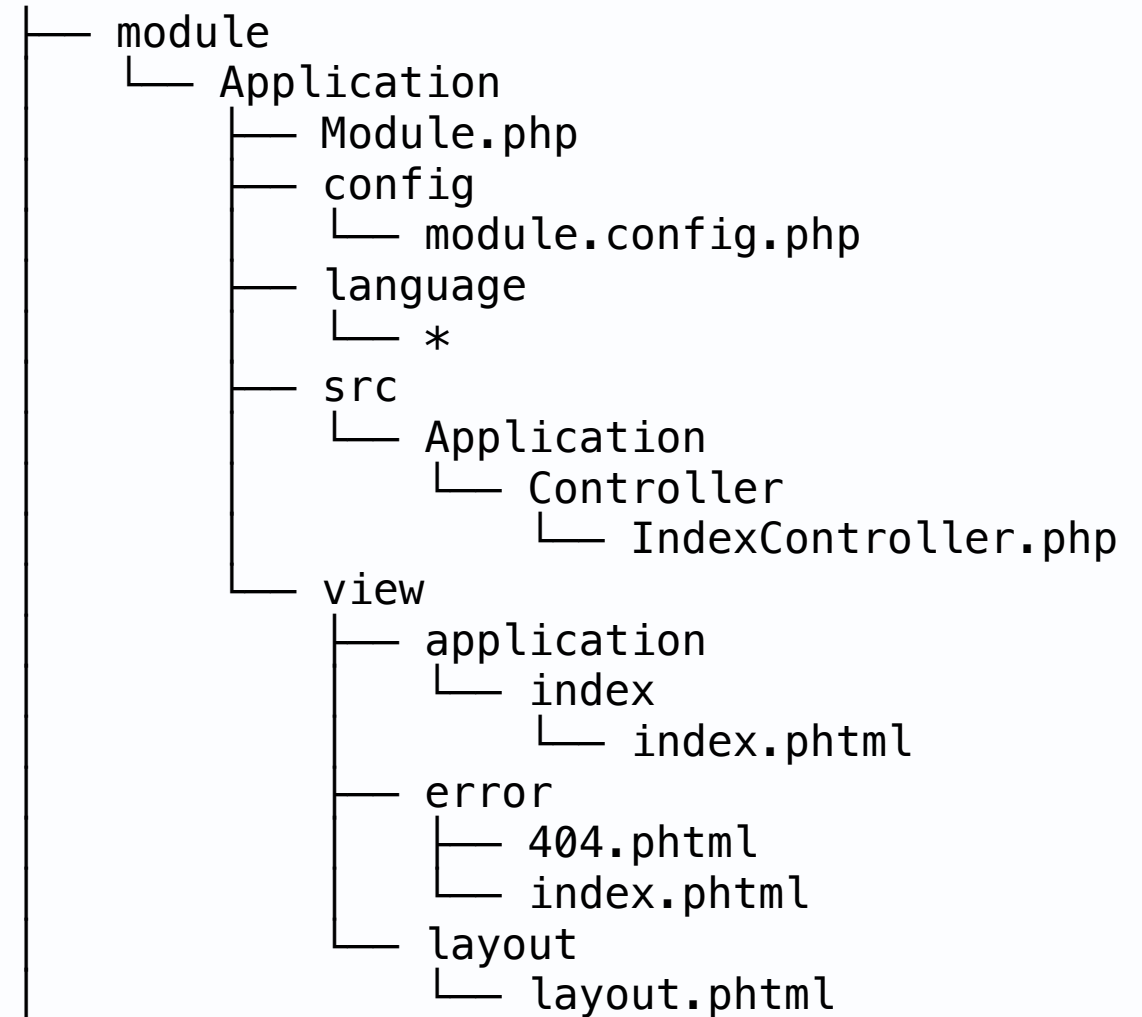 ├── module
│   └── Application
│       ├── Module.php
│       ├── config
│       │   └── module.config.php
│       ├── language
│       │   └── *
│       ├── src
│       │   └── Application
│       │       └── Controller
│       │           └── IndexController.php
│       └── view
│           ├── application
│           │   └── index
│           │       └── index.phtml
│           ├── error
│           │   ├── 404.phtml
│           │   └── index.phtml
│           └── layout
│               └── layout.phtml